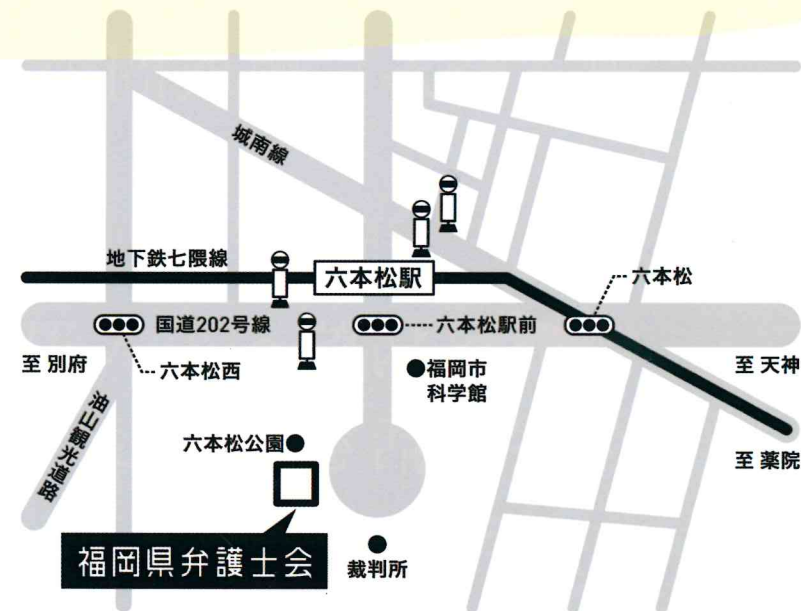 城南線
地下鉄七隈線
六本松駅
六本松
国道202号線
六本松駅前
至 別府
六本松西
福岡市
科学館
至 天神
油山観光道路
六本松公園
至 薬院
福岡県弁護士会
裁判所